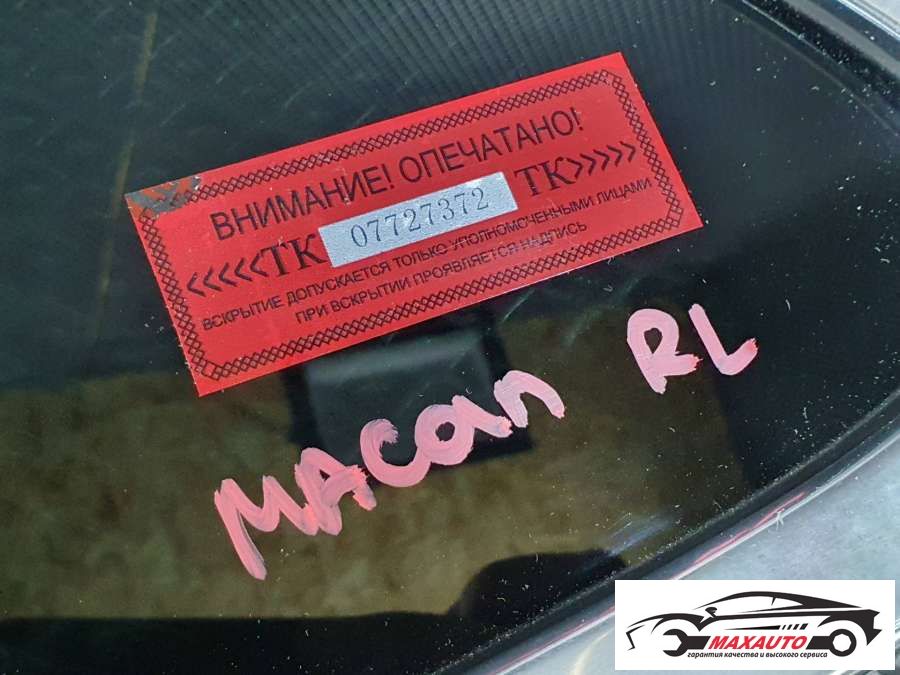 ВНИМАНИЕ! ОПЕЧАТАНО!
<<<<<ТК 07727372 ТК>>>>>
ВСКРЫТИЕ ДОПУСКАЕТСЯ ТОЛЬКО УПОЛНОМОЧЕННЫМИ ЛИЦАМИ
ПРИ ВСКРЫТИИ ПРОЯВЛЯЕТСЯ НАДПИСЬ
MACan RL
MAXAUTO
гарантия качества и высокого сервиса